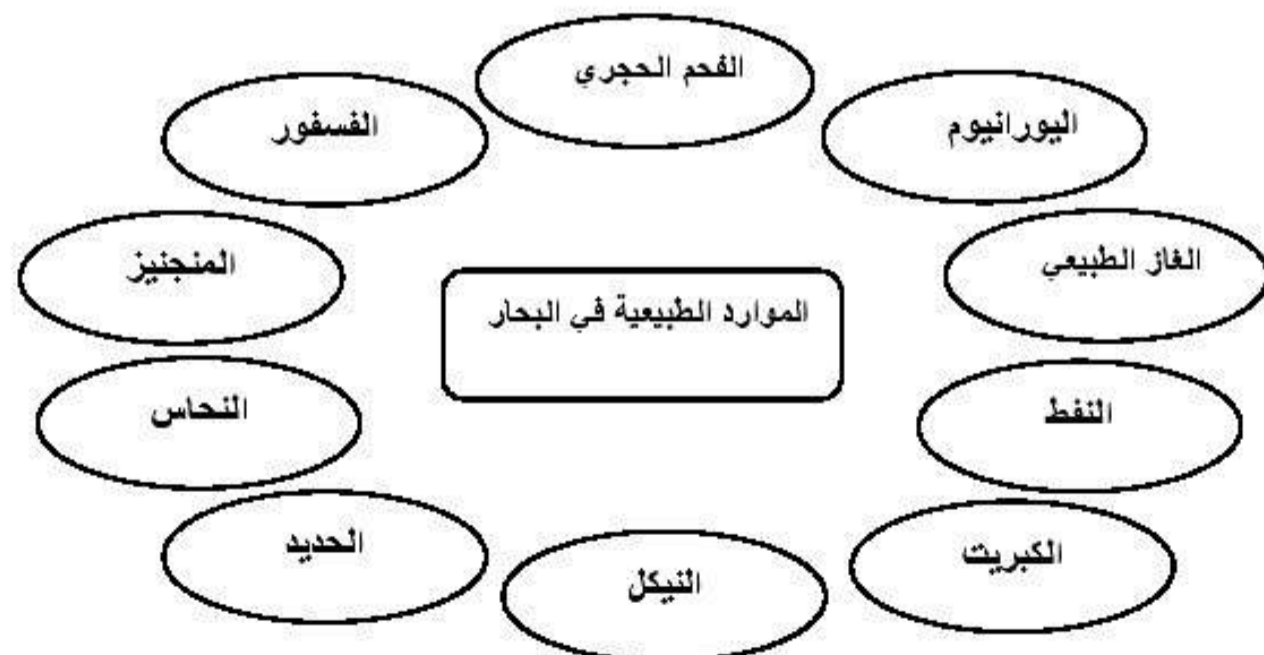 الفحم الحجري
اليورانيوم
الفسفور
الغاز الطبيعي
المنجنيز
الموارد الطبيعية في البحار
النفط
النحاس
الكبريت
الحديد
النيكل